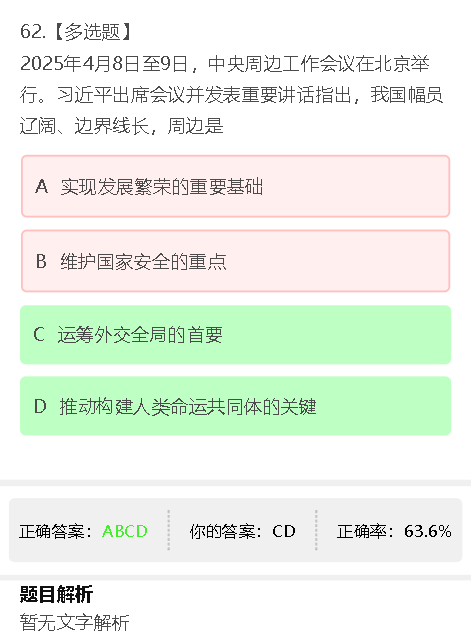 62.【多选题】
2025年4月8日至9日，中央周边工作会议在北京举
行。习近平出席会议并发表重要讲话指出，我国幅员
辽阔、边界线长，周边是
A 实现发展繁荣的重要基础
B 维护国家安全的重点
C 运筹外交全局的首要
D 推动构建人类命运共同体的关键
正确答案：ABCD 你的答案：CD 正确率：63.6%
题目解析
暂无文字解析